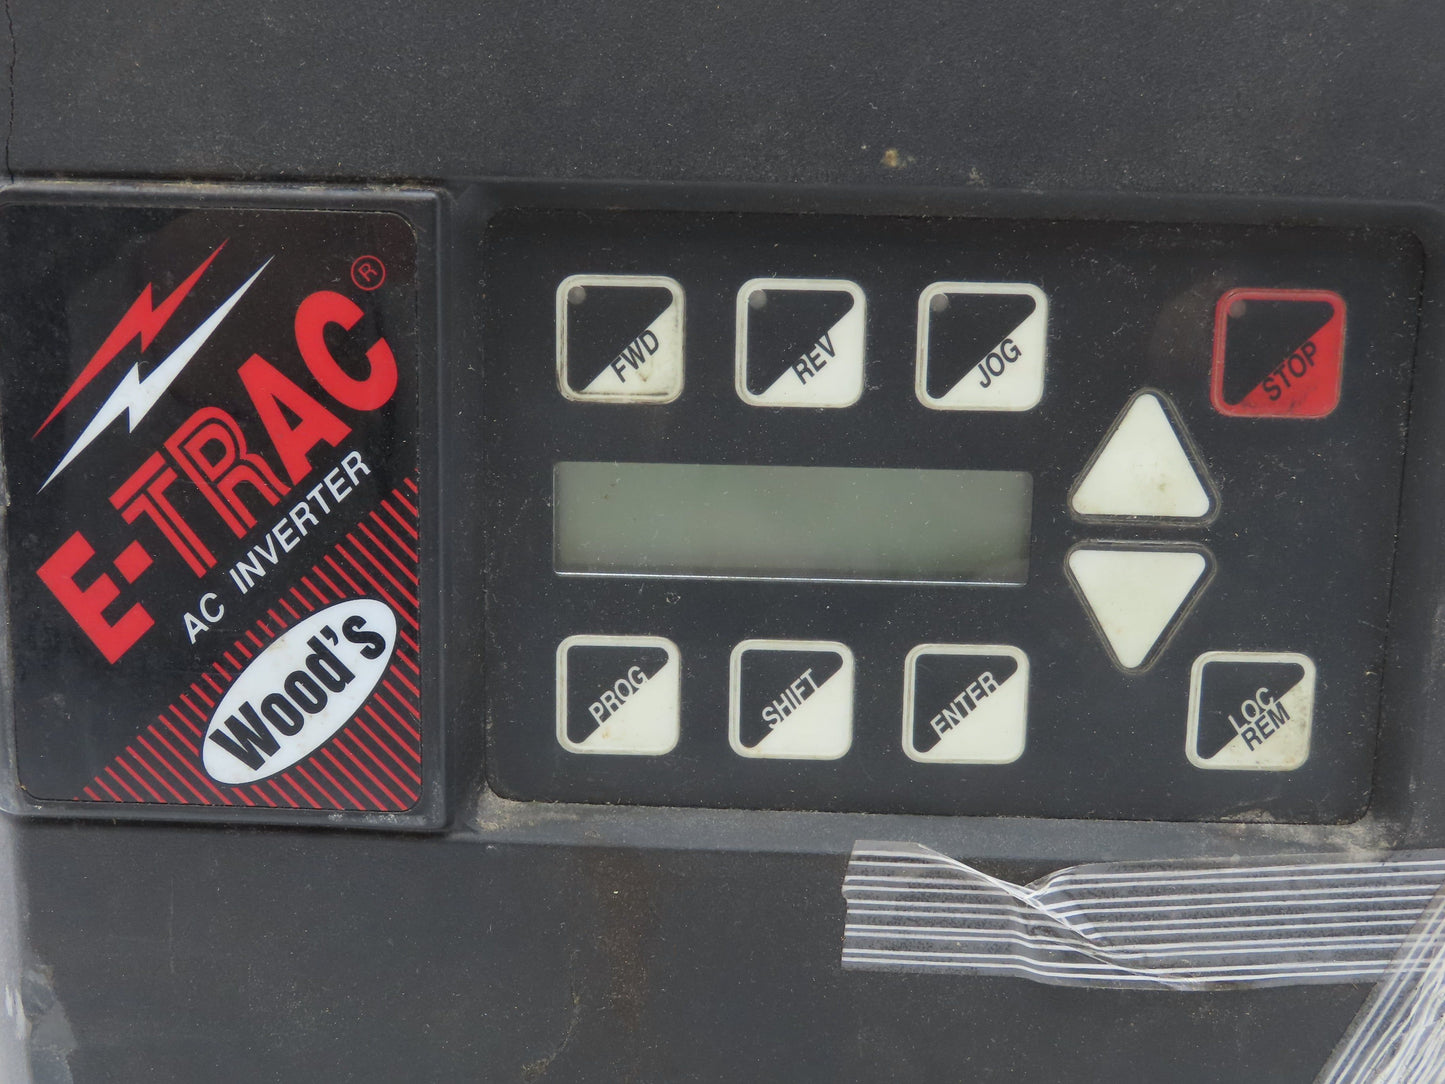 E-TRAC®
AC INVERTER
Wood's
FWD
REV
JOG
STOP
PROG
SHIFT
ENTER
LOC
REM